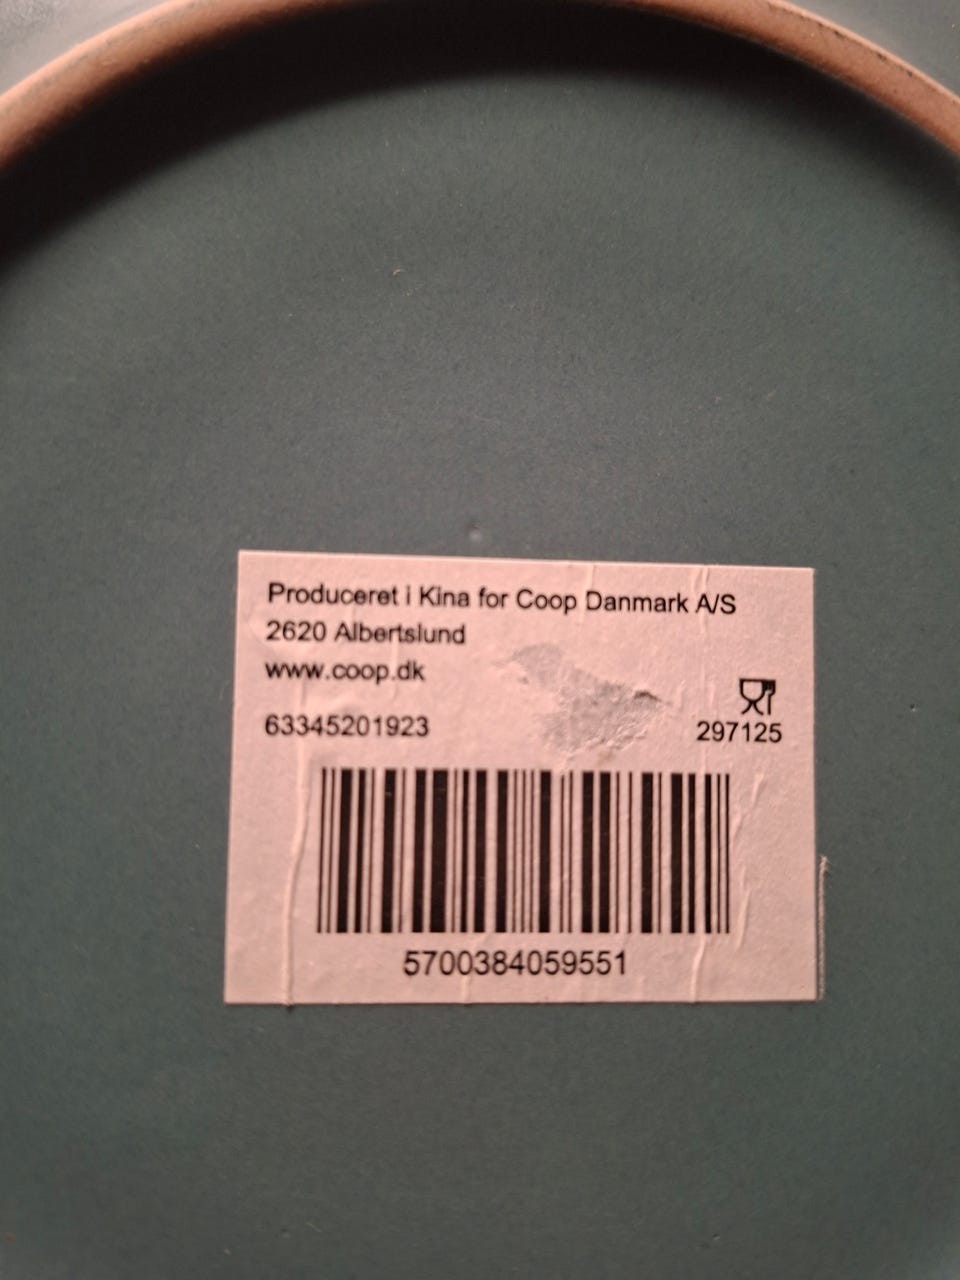 Produceret i Kina for Coop Danmark A/S
2620 Albertslund
www.coop.dk
63345201923
297125
5700384059551